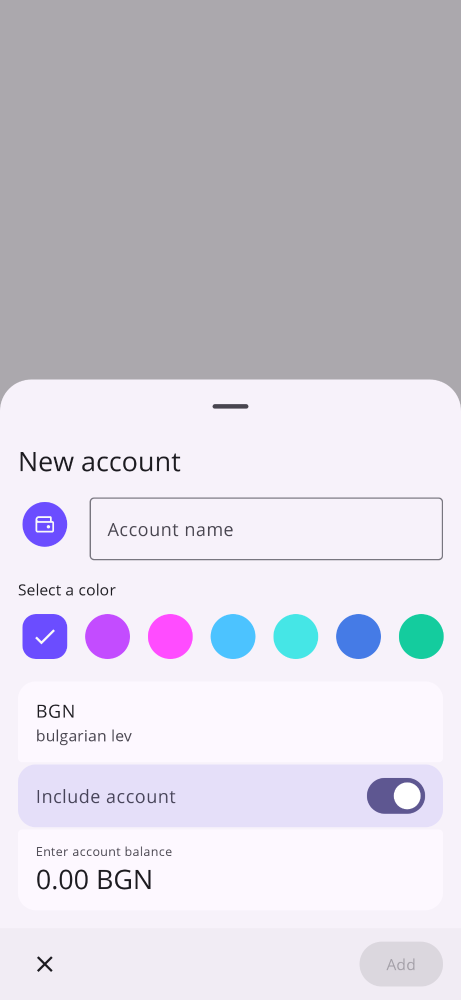 New account
Account name
Select a color
BGN
bulgarian lev
Include account
Enter account balance
0.00 BGN
Add